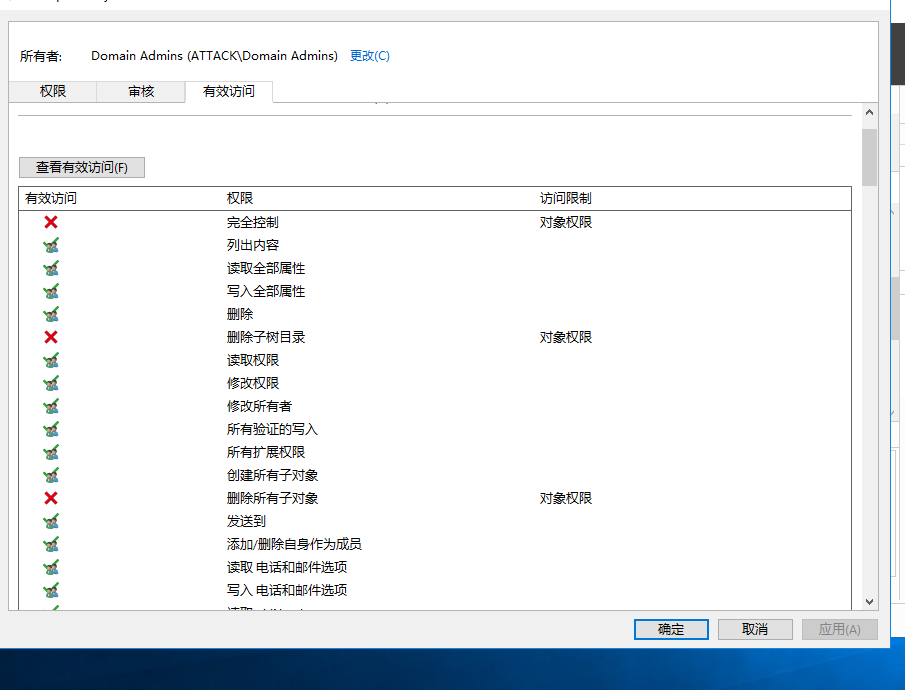 所有者: Domain Admins (ATTACK\Domain Admins) 更改(C)
权限 审核 有效访问
查看有效访问(F)
有效访问 权限 访问限制
完全控制 对象权限
列出内容
读取全部属性
写入全部属性
删除
删除子树目录 对象权限
读取权限
修改权限
修改所有者
所有验证的写入
所有扩展权限
创建所有子对象
删除所有子对象 对象权限
发送到
添加/删除自身作为成员
读取 电话和邮件选项
写入 电话和邮件选项
确定 取消 应用(A)